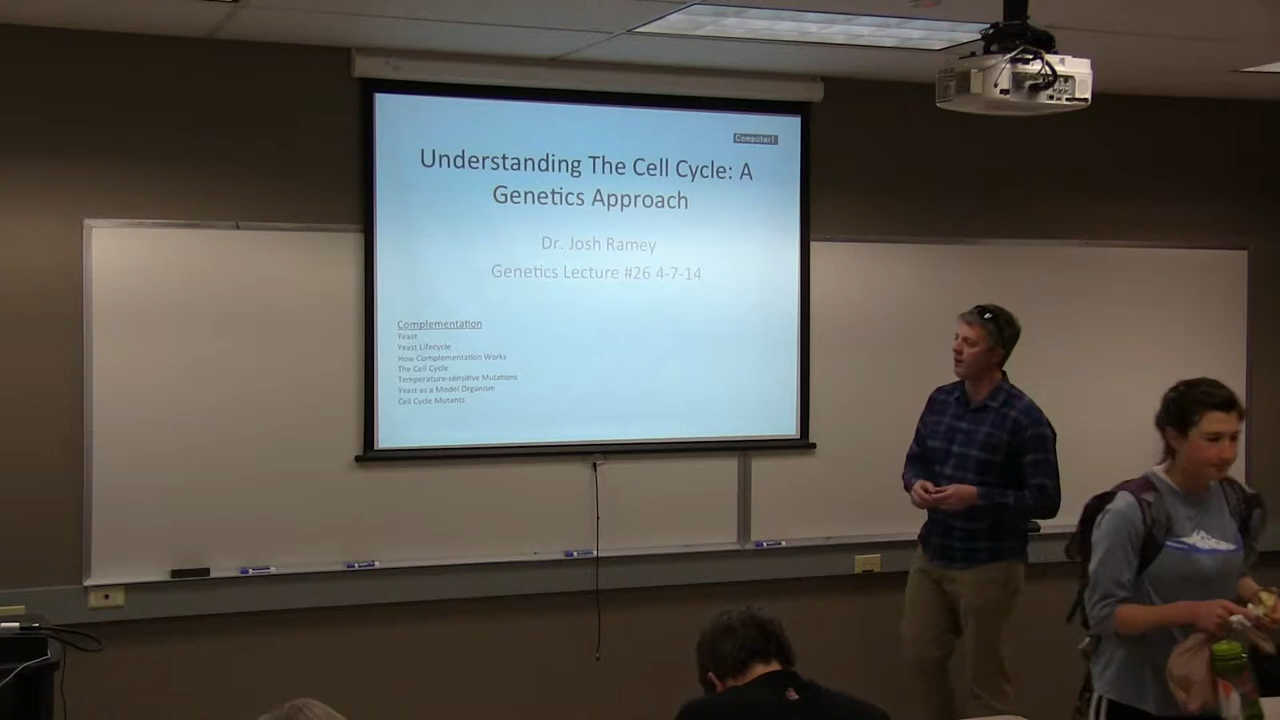 Computer1
Understanding The Cell Cycle: A
Genetics Approach
Dr. Josh Ramey
Genetics Lecture #26 4-7-14
Complementation
Yeast
Yeast Lifecycle
How Complementation Works
The Cell Cycle
Temperature-sensitive Mutations
Yeast as a Model Organism
Cell Cycle Mutants